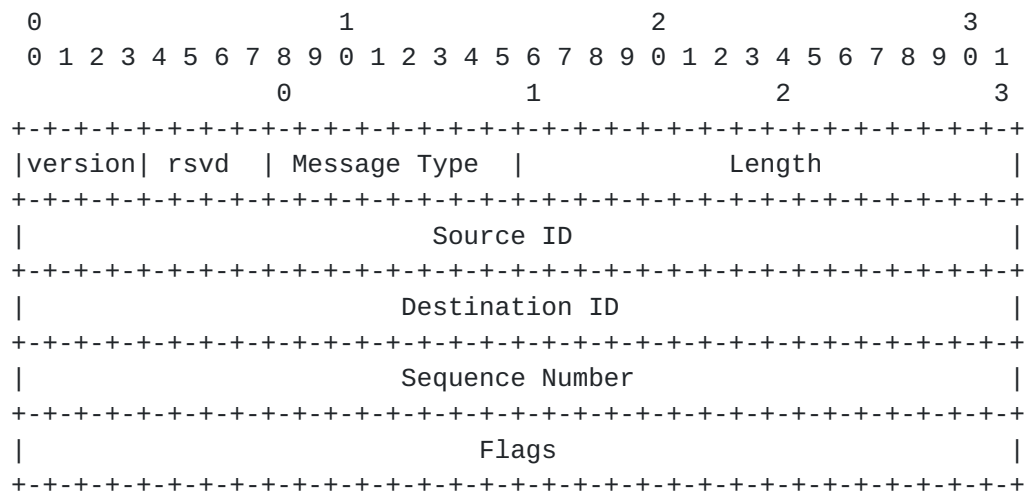 0                   1                   2                   3
 0 1 2 3 4 5 6 7 8 9 0 1 2 3 4 5 6 7 8 9 0 1 2 3 4 5 6 7 8 9 0 1
                 0               1               2             3
+-+-+-+-+-+-+-+-+-+-+-+-+-+-+-+-+-+-+-+-+-+-+-+-+-+-+-+-+-+-+-+-+
|version| rsvd  | Message Type  |             Length            |
+-+-+-+-+-+-+-+-+-+-+-+-+-+-+-+-+-+-+-+-+-+-+-+-+-+-+-+-+-+-+-+-+
|                          Source ID                            |
+-+-+-+-+-+-+-+-+-+-+-+-+-+-+-+-+-+-+-+-+-+-+-+-+-+-+-+-+-+-+-+-+
|                        Destination ID                         |
+-+-+-+-+-+-+-+-+-+-+-+-+-+-+-+-+-+-+-+-+-+-+-+-+-+-+-+-+-+-+-+-+
|                        Sequence Number                        |
+-+-+-+-+-+-+-+-+-+-+-+-+-+-+-+-+-+-+-+-+-+-+-+-+-+-+-+-+-+-+-+-+
|                             Flags                             |
+-+-+-+-+-+-+-+-+-+-+-+-+-+-+-+-+-+-+-+-+-+-+-+-+-+-+-+-+-+-+-+-+